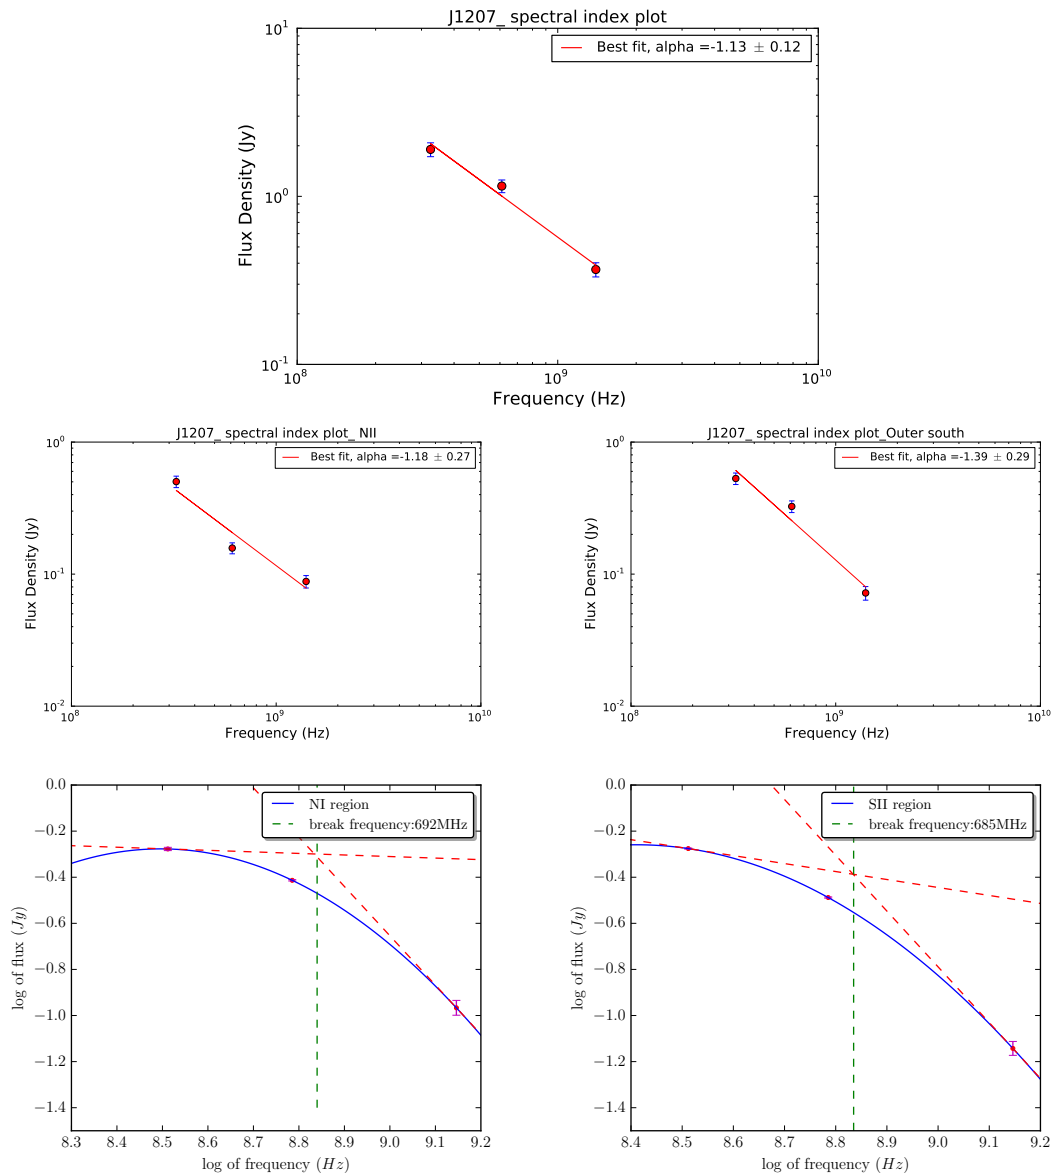 J1207_ spectral index plot
Best fit, alpha =-1.13 ± 0.12
10^1
10^0
10^-1
Flux Density (Jy)
10^8 10^9 10^10
Frequency (Hz)
J1207_ spectral index plot_ NII
Best fit, alpha =-1.18 ± 0.27
10^0
10^-1
10^-2
Flux Density (Jy)
10^8 10^9 10^10
Frequency (Hz)
J1207_ spectral index plot_Outer south
Best fit, alpha =-1.39 ± 0.29
10^0
10^-1
10^-2
Flux Density (Jy)
10^8 10^9 10^10
Frequency (Hz)
NI region
break frequency:692MHz
0.0
−0.2
−0.4
−0.6
−0.8
−1.0
−1.2
−1.4
log of flux (Jy)
8.3 8.4 8.5 8.6 8.7 8.8 8.9 9.0 9.1 9.2
log of frequency (Hz)
SII region
break frequency:685MHz
0.0
−0.2
−0.4
−0.6
−0.8
−1.0
−1.2
−1.4
log of flux (Jy)
8.4 8.5 8.6 8.7 8.8 8.9 9.0 9.1 9.2
log of frequency (Hz)